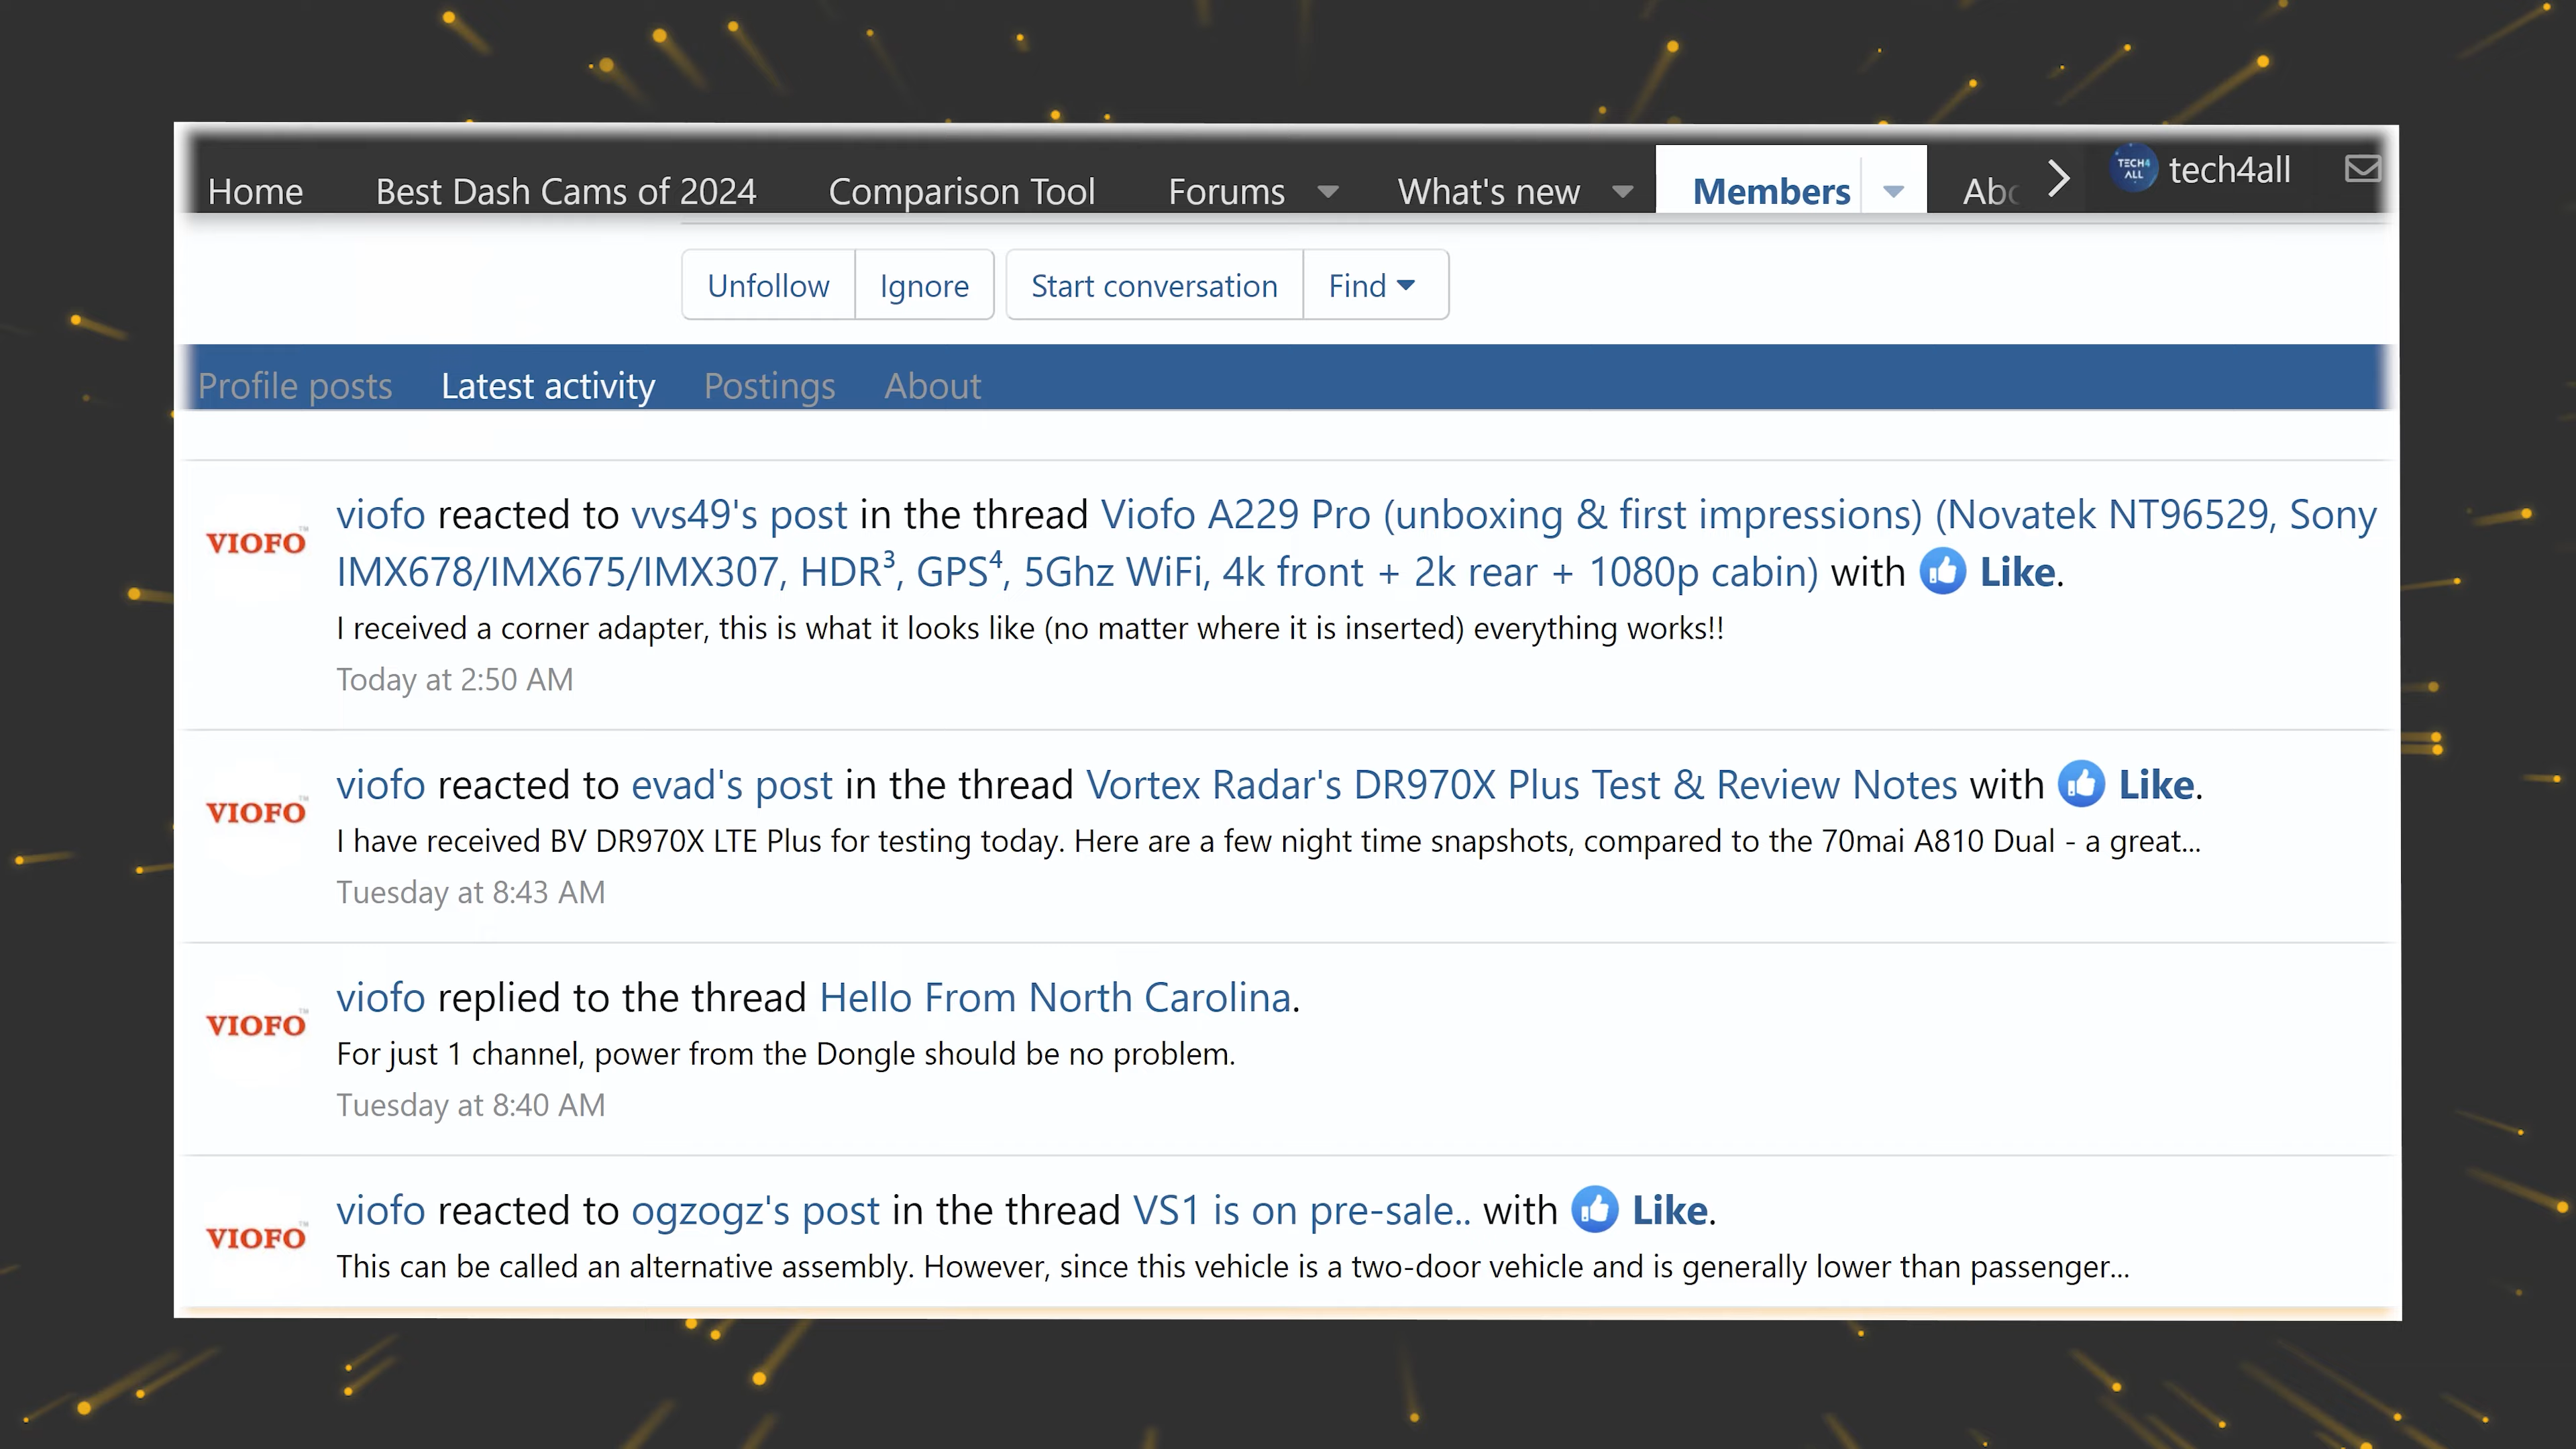 Home Best Dash Cams of 2024 Comparison Tool Forums What's new Members Abo TECH4 ALL tech4all
Unfollow Ignore Start conversation Find
Profile posts Latest activity Postings About
VIOFO™
viofo reacted to vvs49's post in the thread Viofo A229 Pro (unboxing & first impressions) (Novatek NT96529, Sony
IMX678/IMX675/IMX307, HDR³, GPS⁴, 5Ghz WiFi, 4k front + 2k rear + 1080p cabin) with Like.
I received a corner adapter, this is what it looks like (no matter where it is inserted) everything works!!
Today at 2:50 AM
VIOFO™
viofo reacted to evad's post in the thread Vortex Radar's DR970X Plus Test & Review Notes with Like.
I have received BV DR970X LTE Plus for testing today. Here are a few night time snapshots, compared to the 70mai A810 Dual - a great...
Tuesday at 8:43 AM
VIOFO™
viofo replied to the thread Hello From North Carolina.
For just 1 channel, power from the Dongle should be no problem.
Tuesday at 8:40 AM
VIOFO™
viofo reacted to ogzogz's post in the thread VS1 is on pre-sale.. with Like.
This can be called an alternative assembly. However, since this vehicle is a two-door vehicle and is generally lower than passenger...